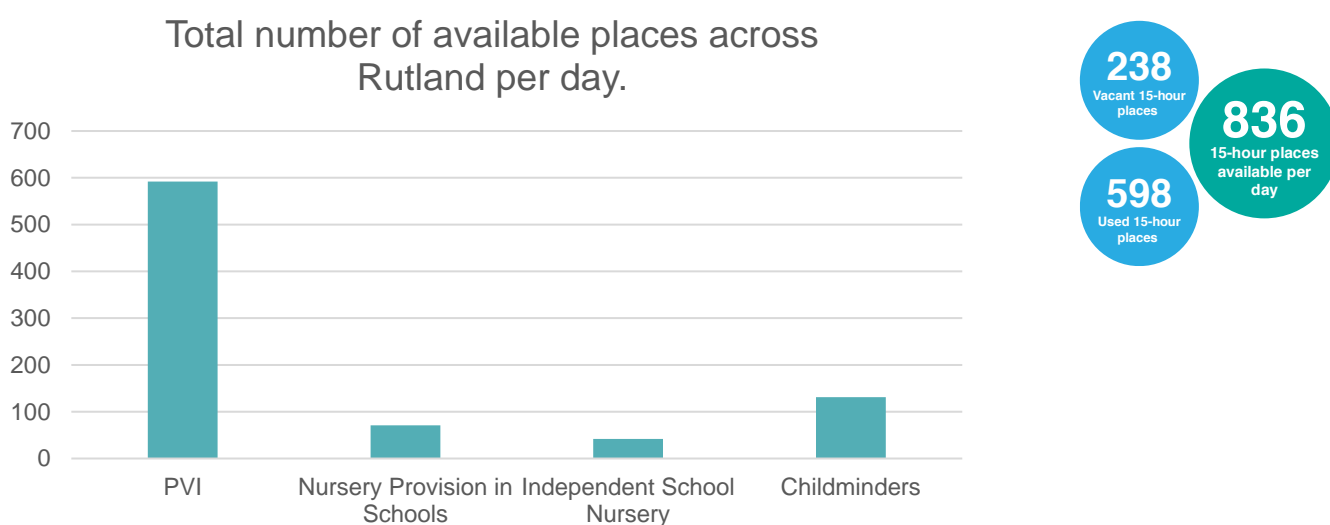 Total number of available places across
Rutland per day.
700
600
500
400
300
200
100
0
PVI
Nursery Provision in
Schools
Independent School
Nursery
Childminders
238
Vacant 15-hour
places
836
15-hour places
available per
day
598
Used 15-hour
places